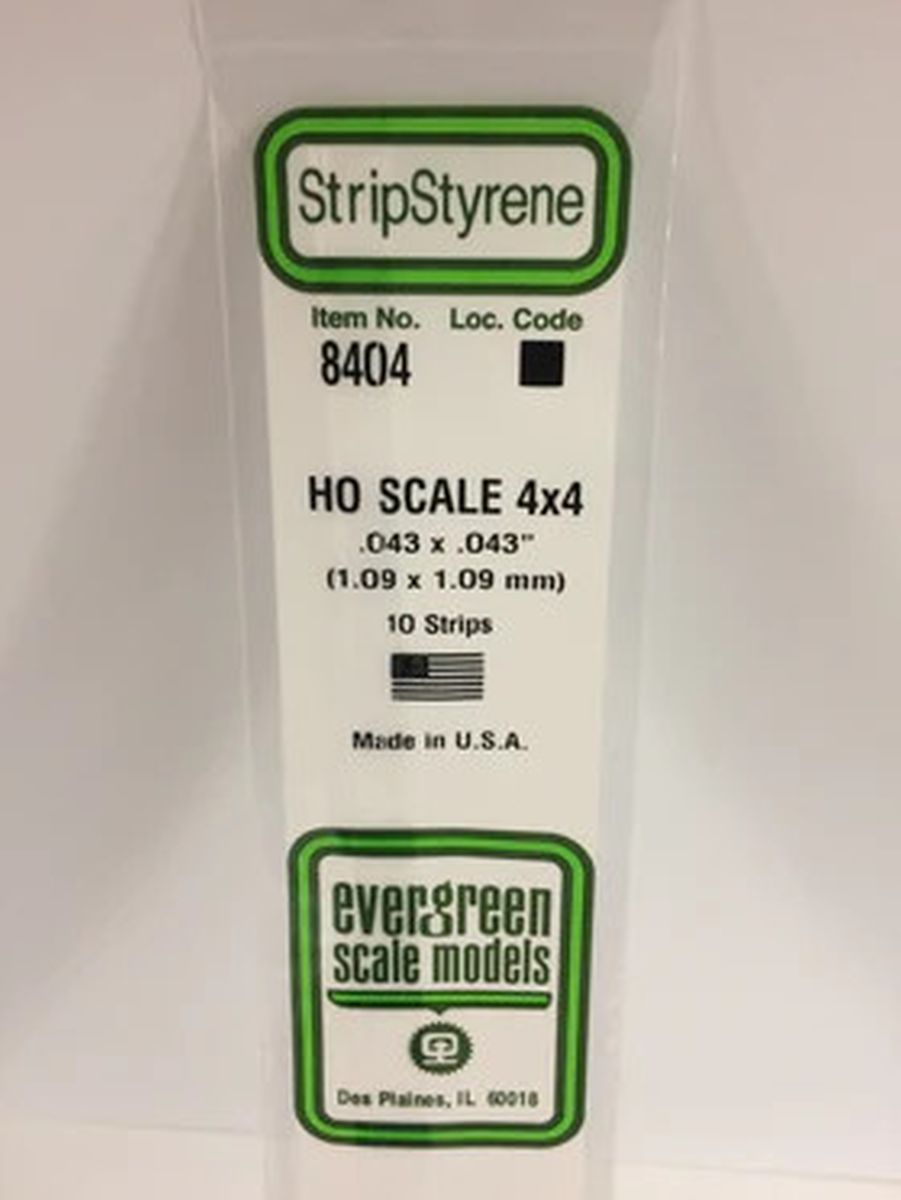 StripStyrene
Item No. Loc. Code
8404
HO SCALE 4x4
.043 x .043"
(1.09 x 1.09 mm)
10 Strips
Made in U.S.A.
evergreen
scale models
Des Plaines, IL 60018